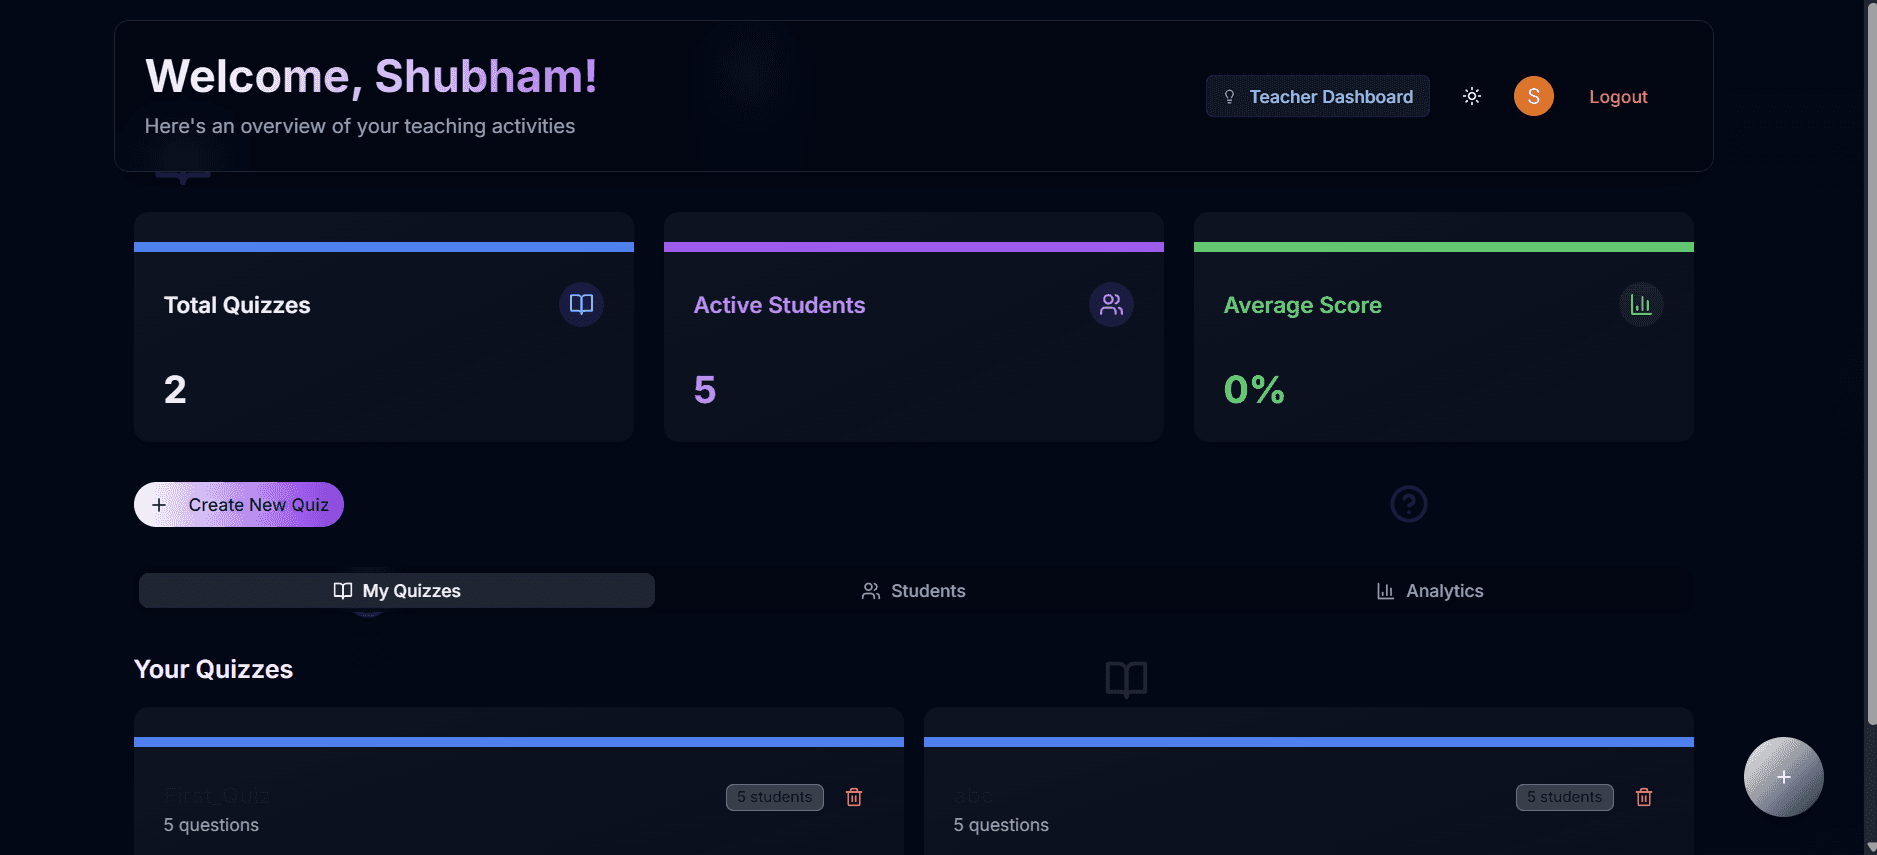 Welcome, Shubham!
Here's an overview of your teaching activities
Teacher Dashboard
S
Logout
Total Quizzes
2
Active Students
5
Average Score
0%
Create New Quiz
My Quizzes
Students
Analytics
Your Quizzes
First_Quiz
5 students
5 questions
abc
5 students
5 questions